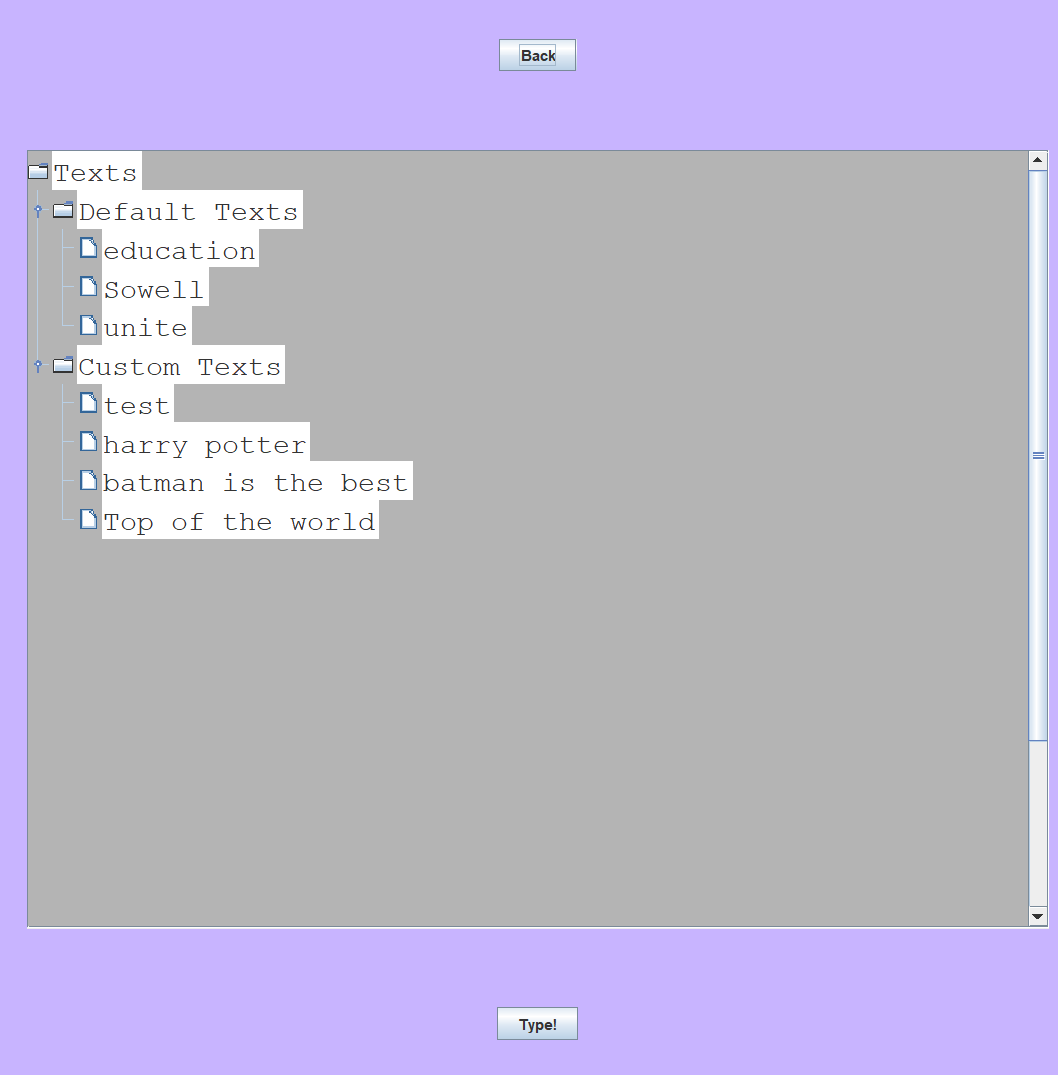 Back
Texts
Default Texts
education
Sowell
unite
Custom Texts
test
harry potter
batman is the best
Top of the world
Type!